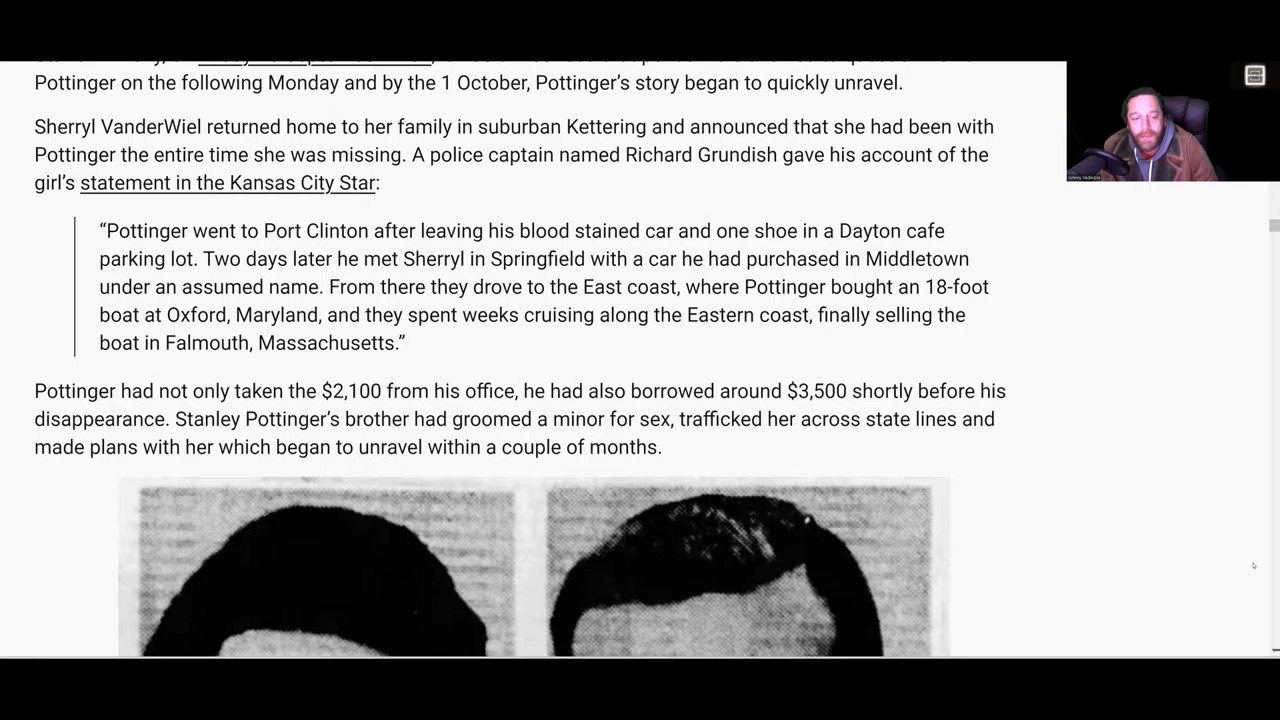 Pottinger on the following Monday and by the 1 October, Pottinger’s story began to quickly unravel.
Sherryl VanderWiel returned home to her family in suburban Kettering and announced that she had been with
Pottinger the entire time she was missing. A police captain named Richard Grundish gave his account of the
girl’s statement in the Kansas City Star:
“Pottinger went to Port Clinton after leaving his blood stained car and one shoe in a Dayton cafe
parking lot. Two days later he met Sherryl in Springfield with a car he had purchased in Middletown
under an assumed name. From there they drove to the East coast, where Pottinger bought an 18-foot
boat at Oxford, Maryland, and they spent weeks cruising along the Eastern coast, finally selling the
boat in Falmouth, Massachusetts.”
Pottinger had not only taken the $2,100 from his office, he had also borrowed around $3,500 shortly before his
disappearance. Stanley Pottinger’s brother had groomed a minor for sex, trafficked her across state lines and
made plans with her which began to unravel within a couple of months.